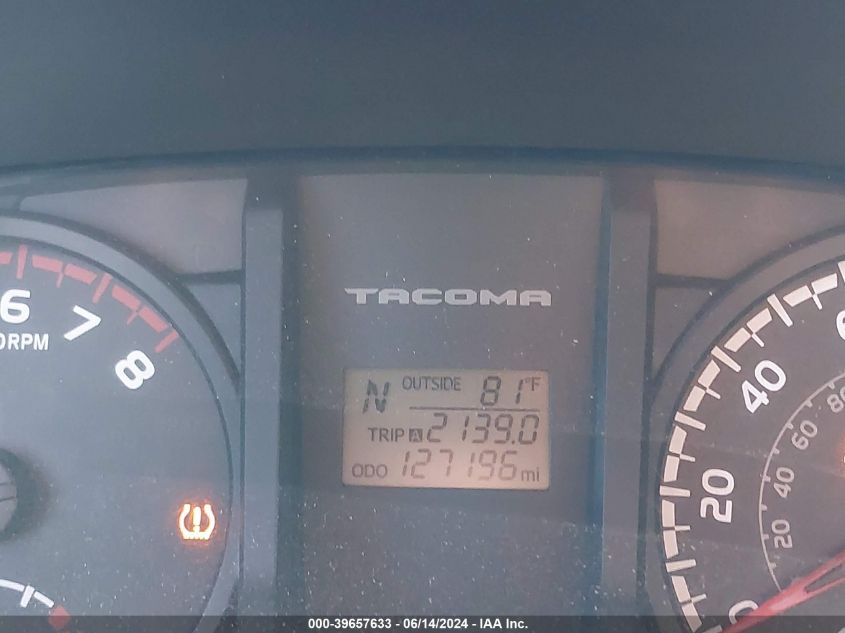 TACOMA
N OUTSIDE 81°F
TRIP A 2139.0
ODO 127196 mi
6 7 8
RPM
20 40
20 40 60 80
000-39657633 - 06/14/2024 - IAA Inc.